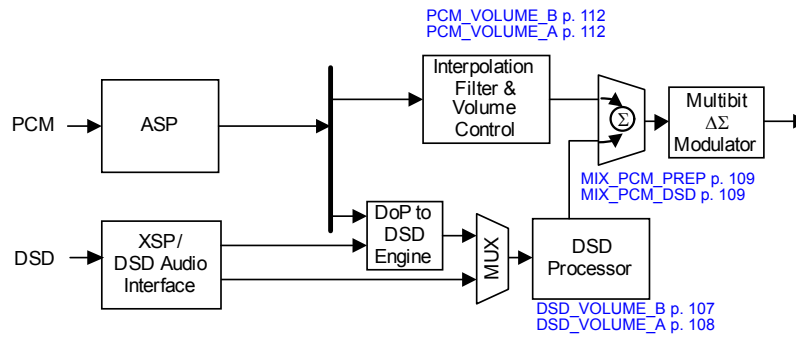 PCM_VOLUME_B p. 112
PCM_VOLUME_A p. 112
PCM
ASP
Interpolation
Filter &
Volume
Control
Σ
Multibit
ΔΣ
Modulator
MIX_PCM_PREP p. 109
MIX_PCM_DSD p. 109
DSD
XSP/
DSD Audio
Interface
DoP to
DSD
Engine
MUX
DSD
Processor
DSD_VOLUME_B p. 107
DSD_VOLUME_A p. 108